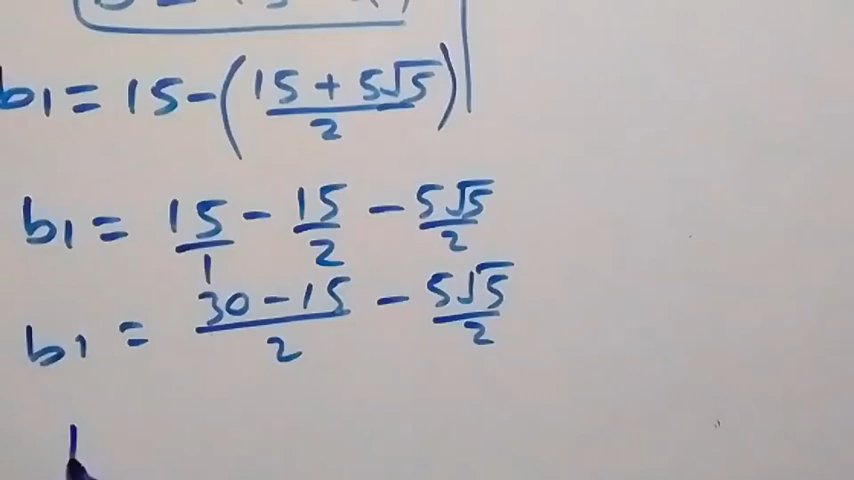 b₁ = 15 - (15 + 5√5 / 2)
b₁ = 15/1 - 15/2 - 5√5/2
b₁ = 30 - 15 / 2 - 5√5/2